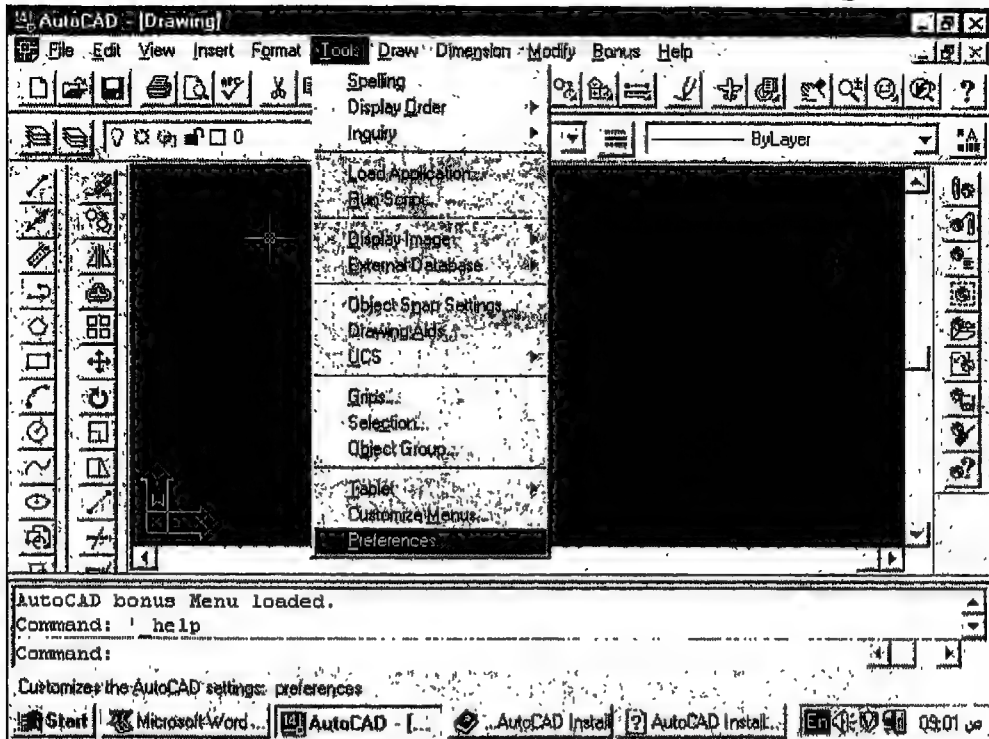 AutoCAD - [Drawing]
File Edit View Insert Format Tools Draw Dimension Modify Bonus Help
0
ByLayer
Spelling
Display Order
Inquiry
Load Application...
Run Script...
Display Image
External Database
Object Snap Settings...
Drawing Aids...
UCS
Grips...
Selection...
Object Group...
Tablet
Customize Menus...
Preferences...
W
X
AutoCAD bonus Menu loaded.
Command: ' help
Command:
Customizes the AutoCAD settings: preferences
Start Microsoft Word ... AutoCAD - [... ...AutoCAD Install AutoCAD Install... En 09:01 ص